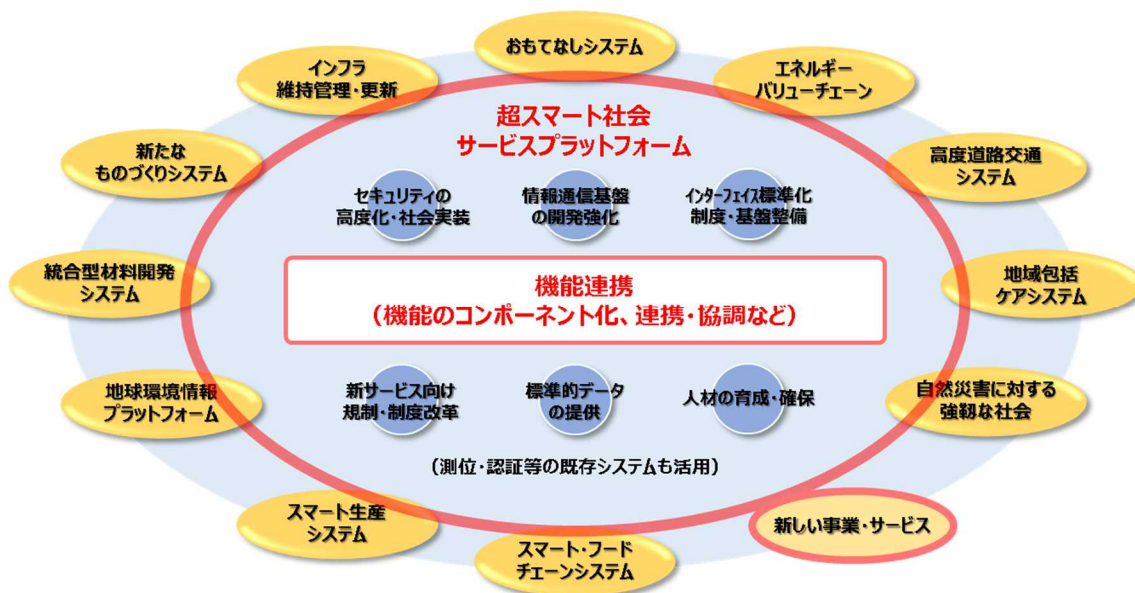 おもてなしシステム
インフラ
維持管理・更新
エネルギー
バリューチェーン
超スマート社会
サービスプラットフォーム
新たな
ものづくりシステム
高度道路交通
システム
セキュリティの
高度化・社会実装
情報通信基盤
の開発強化
インターフェイス標準化
制度・基盤整備
統合型材料開発
システム
機能連携
（機能のコンポーネント化、連携・協調など）
地域包括
ケアシステム
地球環境情報
プラットフォーム
新サービス向け
規制・制度改革
標準的データ
の提供
人材の育成・確保
自然災害に対する
強靱な社会
（測位・認証等の既存システムも活用）
スマート生産
システム
スマート・フード
チェーンシステム
新しい事業・サービス